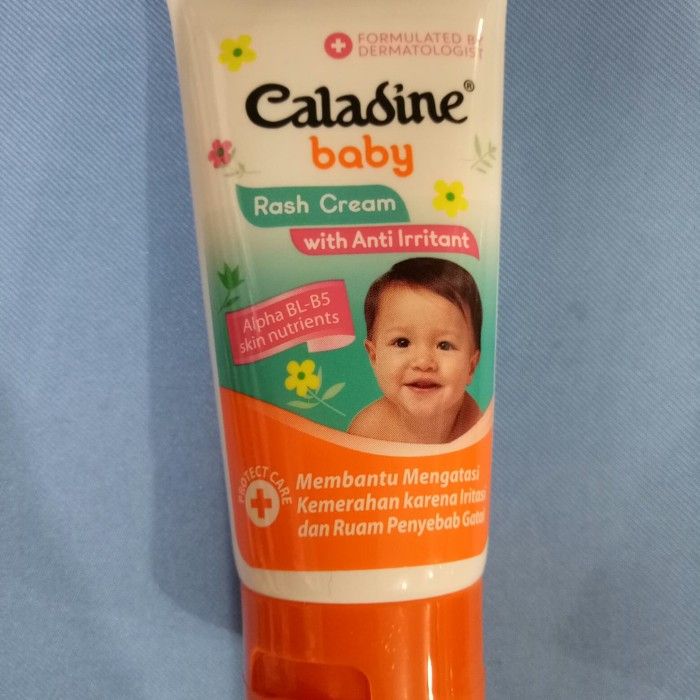 FORMULATED BY
DERMATOLOGIST
Caladine®
baby
Rash Cream
with Anti Irritant
Alpha BL-B5
skin nutrients
PROTECT CARE
Membantu Mengatasi
Kemerahan karena Iritasi
dan Ruam Penyebab Gatal